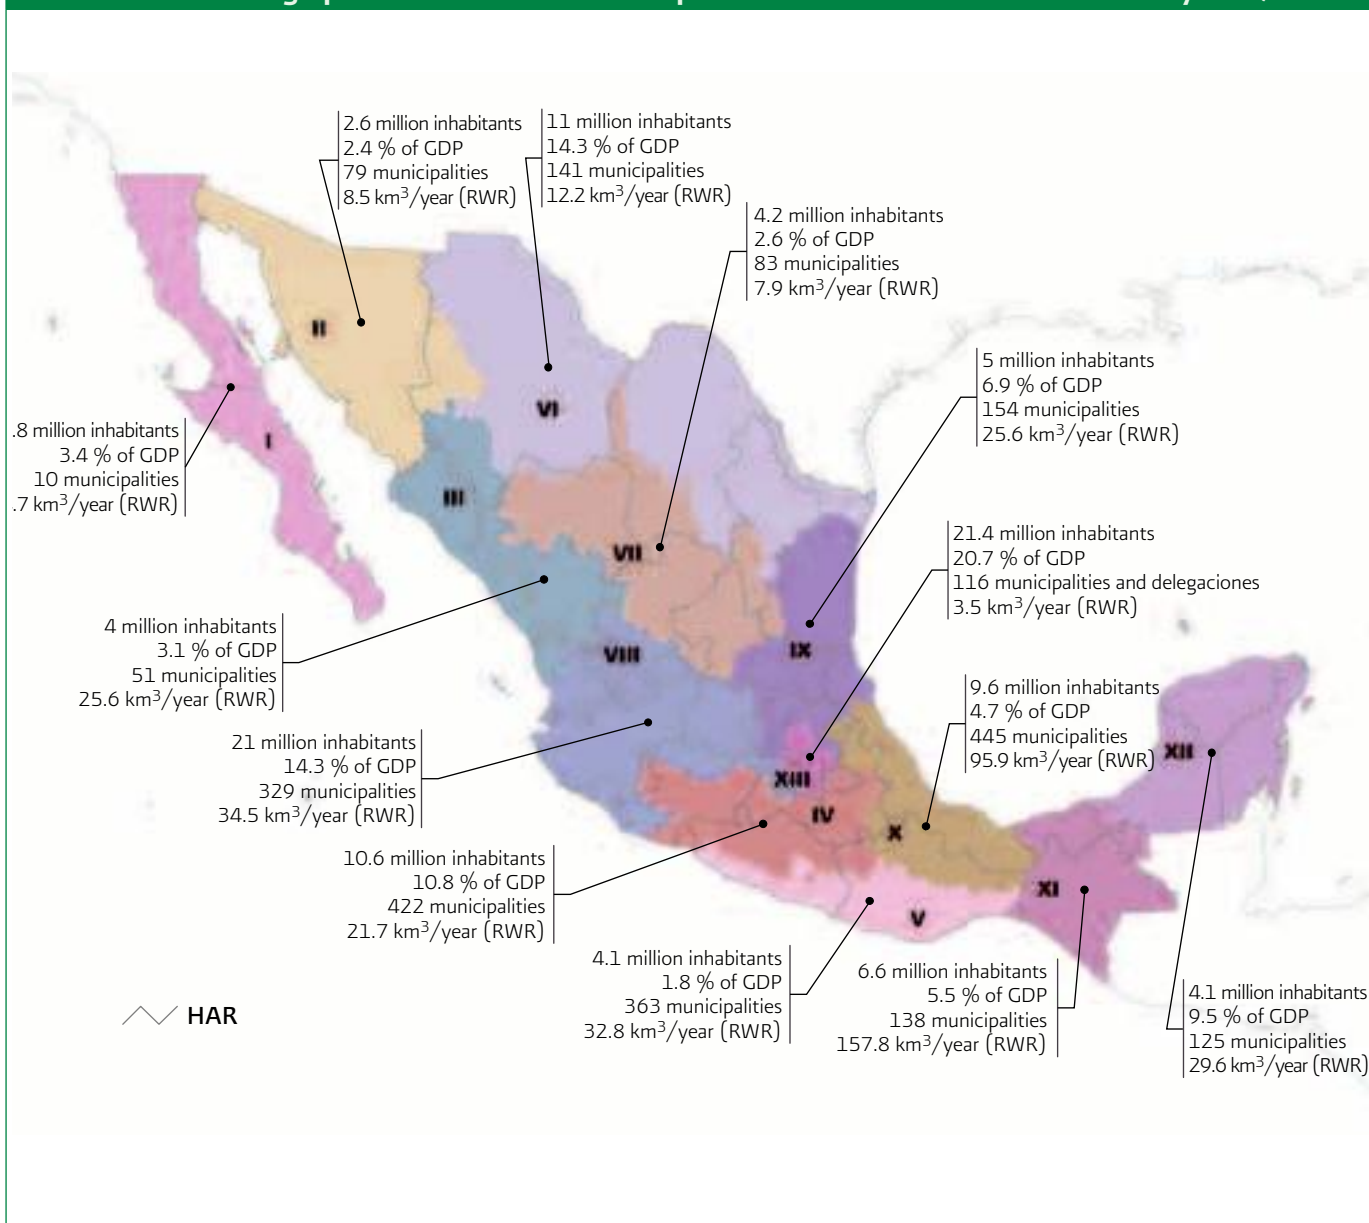 2.6 million inhabitants
2.4 % of GDP
79 municipalities
8.5 km³/year (RWR)
11 million inhabitants
14.3 % of GDP
141 municipalities
12.2 km³/year (RWR)
4.2 million inhabitants
2.6 % of GDP
83 municipalities
7.9 km³/year (RWR)
5 million inhabitants
6.9 % of GDP
154 municipalities
25.6 km³/year (RWR)
.8 million inhabitants
3.4 % of GDP
10 municipalities
.7 km³/year (RWR)
21.4 million inhabitants
20.7 % of GDP
116 municipalities and delegaciones
3.5 km³/year (RWR)
4 million inhabitants
3.1 % of GDP
51 municipalities
25.6 km³/year (RWR)
9.6 million inhabitants
4.7 % of GDP
445 municipalities
95.9 km³/year (RWR)
21 million inhabitants
14.3 % of GDP
329 municipalities
34.5 km³/year (RWR)
10.6 million inhabitants
10.8 % of GDP
422 municipalities
21.7 km³/year (RWR)
4.1 million inhabitants
1.8 % of GDP
363 municipalities
32.8 km³/year (RWR)
6.6 million inhabitants
5.5 % of GDP
138 municipalities
157.8 km³/year (RWR)
4.1 million inhabitants
9.5 % of GDP
125 municipalities
29.6 km³/year (RWR)
I
II
III
IV
V
VI
VII
VIII
IX
X
XI
XII
XIII
HAR